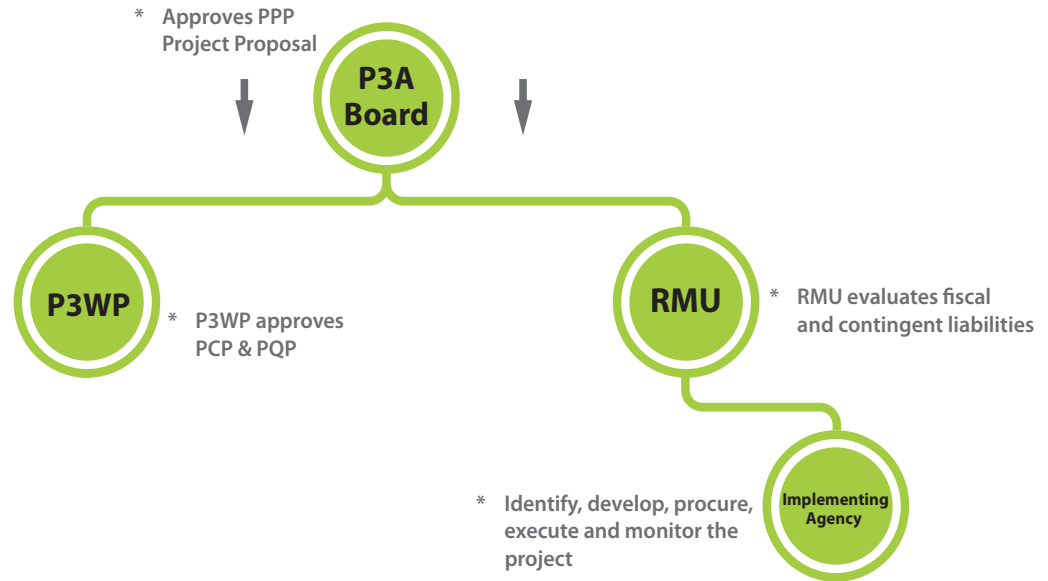 * Approves PPP
Project Proposal
P3A
Board
P3WP
* P3WP approves
PCP & PQP
RMU
* RMU evaluates fiscal
and contingent liabilities
* Identify, develop, procure,
execute and monitor the
project
Implementing
Agency